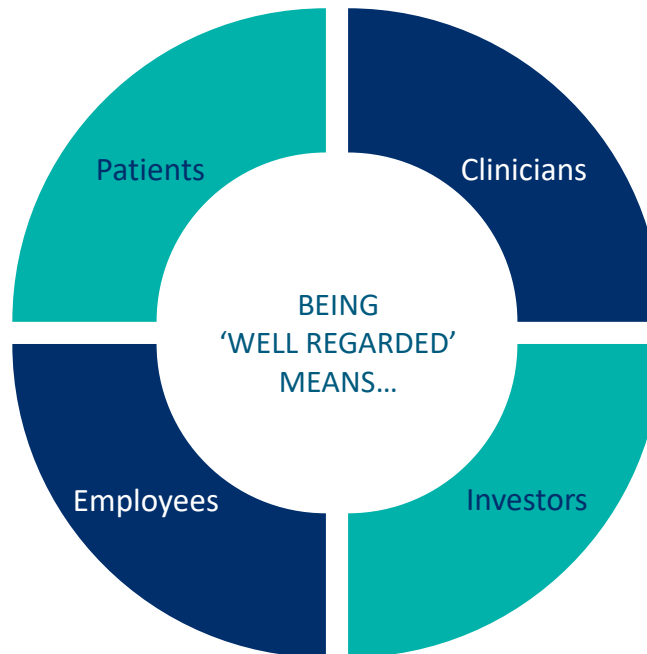 Patients
Clinicians
BEING
‘WELL REGARDED’
MEANS…
Employees
Investors